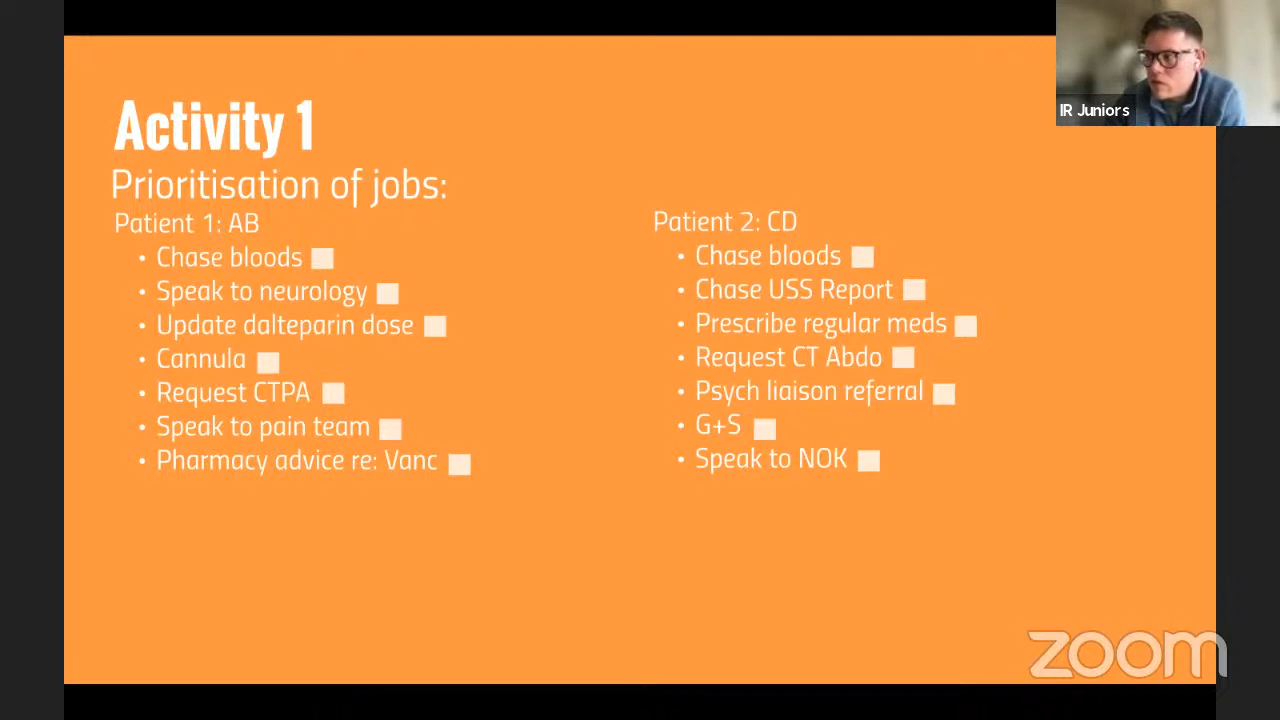 Activity 1
Prioritisation of jobs:
Patient 1: AB
• Chase bloods
• Speak to neurology
• Update dalteparin dose
• Cannula
• Request CTPA
• Speak to pain team
• Pharmacy advice re: Vanc
Patient 2: CD
• Chase bloods
• Chase USS Report
• Prescribe regular meds
• Request CT Abdo
• Psych liaison referral
• G+S
• Speak to NOK
IR Juniors
zoom